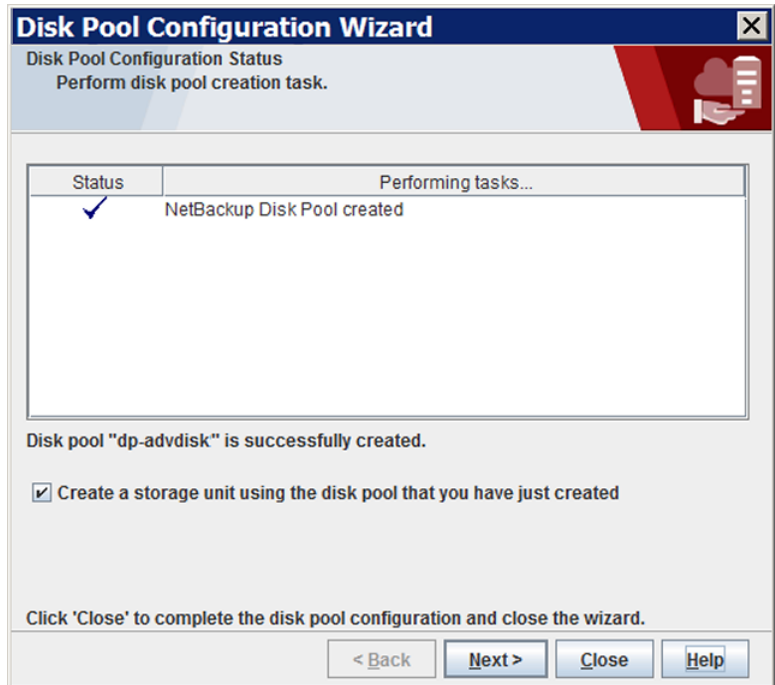 Disk Pool Configuration Wizard
Disk Pool Configuration Status
Perform disk pool creation task.
Status Performing tasks...
NetBackup Disk Pool created
Disk pool "dp-advdisk" is successfully created.
Create a storage unit using the disk pool that you have just created
Click 'Close' to complete the disk pool configuration and close the wizard.
< Back Next > Close Help